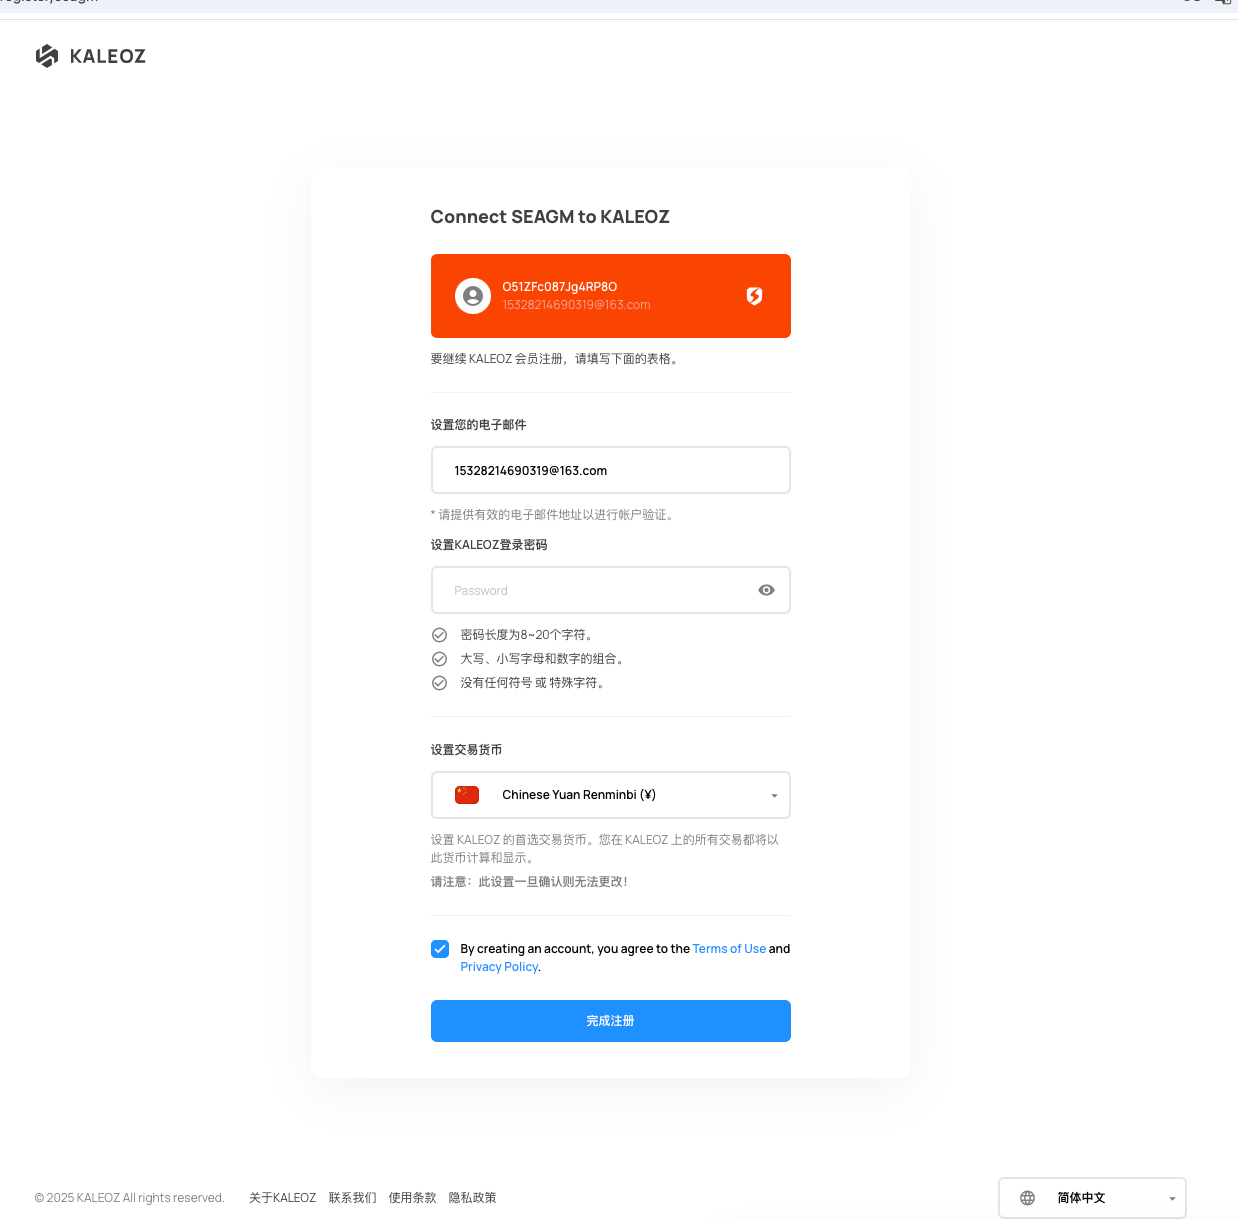 KALEOZ
Connect SEAGM to KALEOZ
O51ZFc087Jg4RP8O
15328214690319@163.com
要继续 KALEOZ 会员注册，请填写下面的表格。
设置您的电子邮件
15328214690319@163.com
* 请提供有效的电子邮件地址以进行帐户验证。
设置KALEOZ登录密码
Password
密码长度为8~20个字符。
大写、小写字母和数字的组合。
没有任何符号 或 特殊字符。
设置交易货币
Chinese Yuan Renminbi (¥)
设置 KALEOZ 的首选交易货币。您在 KALEOZ 上的所有交易都将以
此货币计算和显示。
请注意：此设置一旦确认则无法更改！
By creating an account, you agree to the Terms of Use and
Privacy Policy.
完成注册
© 2025 KALEOZ All rights reserved. 关于KALEOZ 联系我们 使用条款 隐私政策
简体中文